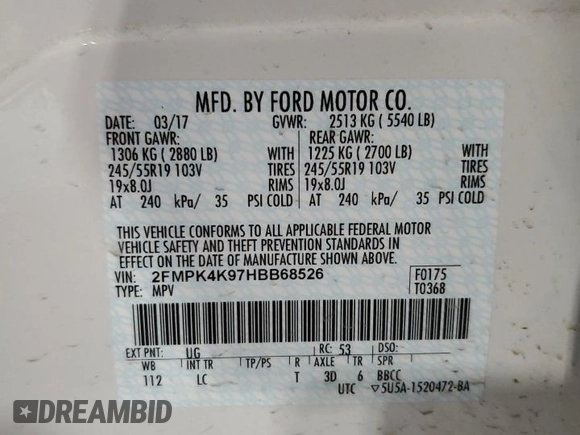 MFD. BY FORD MOTOR CO.
DATE: 03/17 GVWR: 2513 KG ( 5540 LB)
FRONT GAWR: REAR GAWR:
1306 KG ( 2880 LB) WITH 1225 KG ( 2700 LB) WITH
245/55R19 103V TIRES 245/55R19 103V TIRES
19x8.0J RIMS 19x8.0J RIMS
AT 240 kPa/ 35 PSI COLD AT 240 kPa/ 35 PSI COLD
THIS VEHICLE CONFORMS TO ALL APPLICABLE FEDERAL MOTOR
VEHICLE SAFETY AND THEFT PREVENTION STANDARDS IN
EFFECT ON THE DATE OF MANUFACTURE SHOWN ABOVE.
VIN: 2FMPK4K97HBB68526 F0175
TYPE: MPV T0368
EXT PNT: UG RC: 53 DSO:
WB INT TR TP/PS R AXLE TR SPR
112 LC T 3D 6 BBCC
UTC ▽5U5A-1520472-BA
DREAMBID